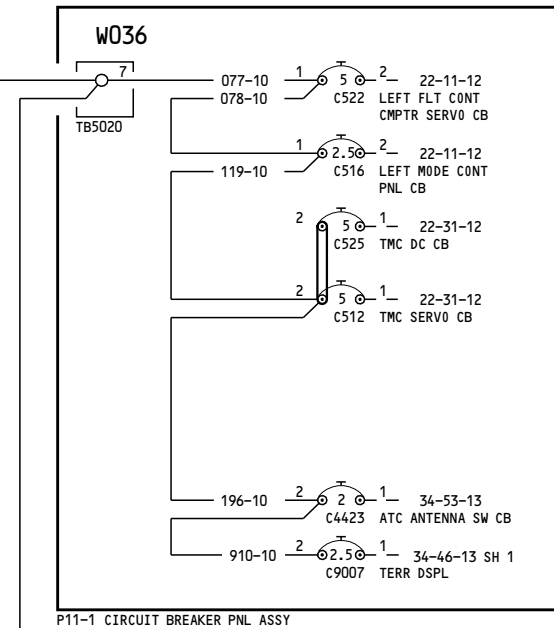 W036
7
TB5020
077-10 1 5 2 22-11-12
078-10 C522 LEFT FLT CONT
CMPTR SERVO CB
1 2.5 2 22-11-12
119-10 C516 LEFT MODE CONT
PNL CB
2 5 1 22-31-12
C525 TMC DC CB
2 5 1 22-31-12
C512 TMC SERVO CB
196-10 2 2 1 34-53-13
C4423 ATC ANTENNA SW CB
910-10 2 2.5 1 34-46-13 SH 1
C9007 TERR DSPL
P11-1 CIRCUIT BREAKER PNL ASSY